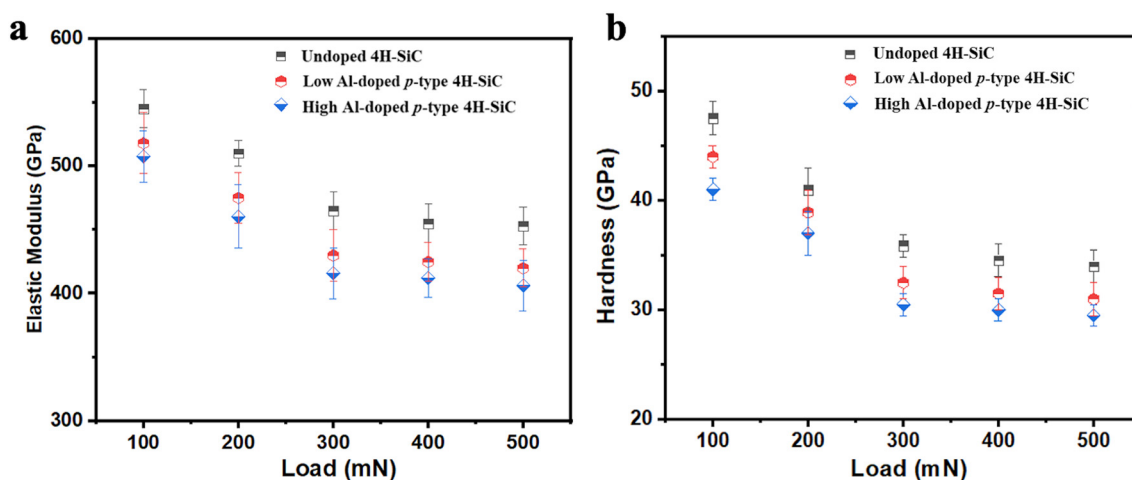 a
600
500
400
300
Elastic Modulus (GPa)
Undoped 4H-SiC
Low Al-doped p-type 4H-SiC
High Al-doped p-type 4H-SiC
100 200 300 400 500
Load (mN)
b
50
40
30
20
Hardness (GPa)
Undoped 4H-SiC
Low Al-doped p-type 4H-SiC
High Al-doped p-type 4H-SiC
100 200 300 400 500
Load (mN)